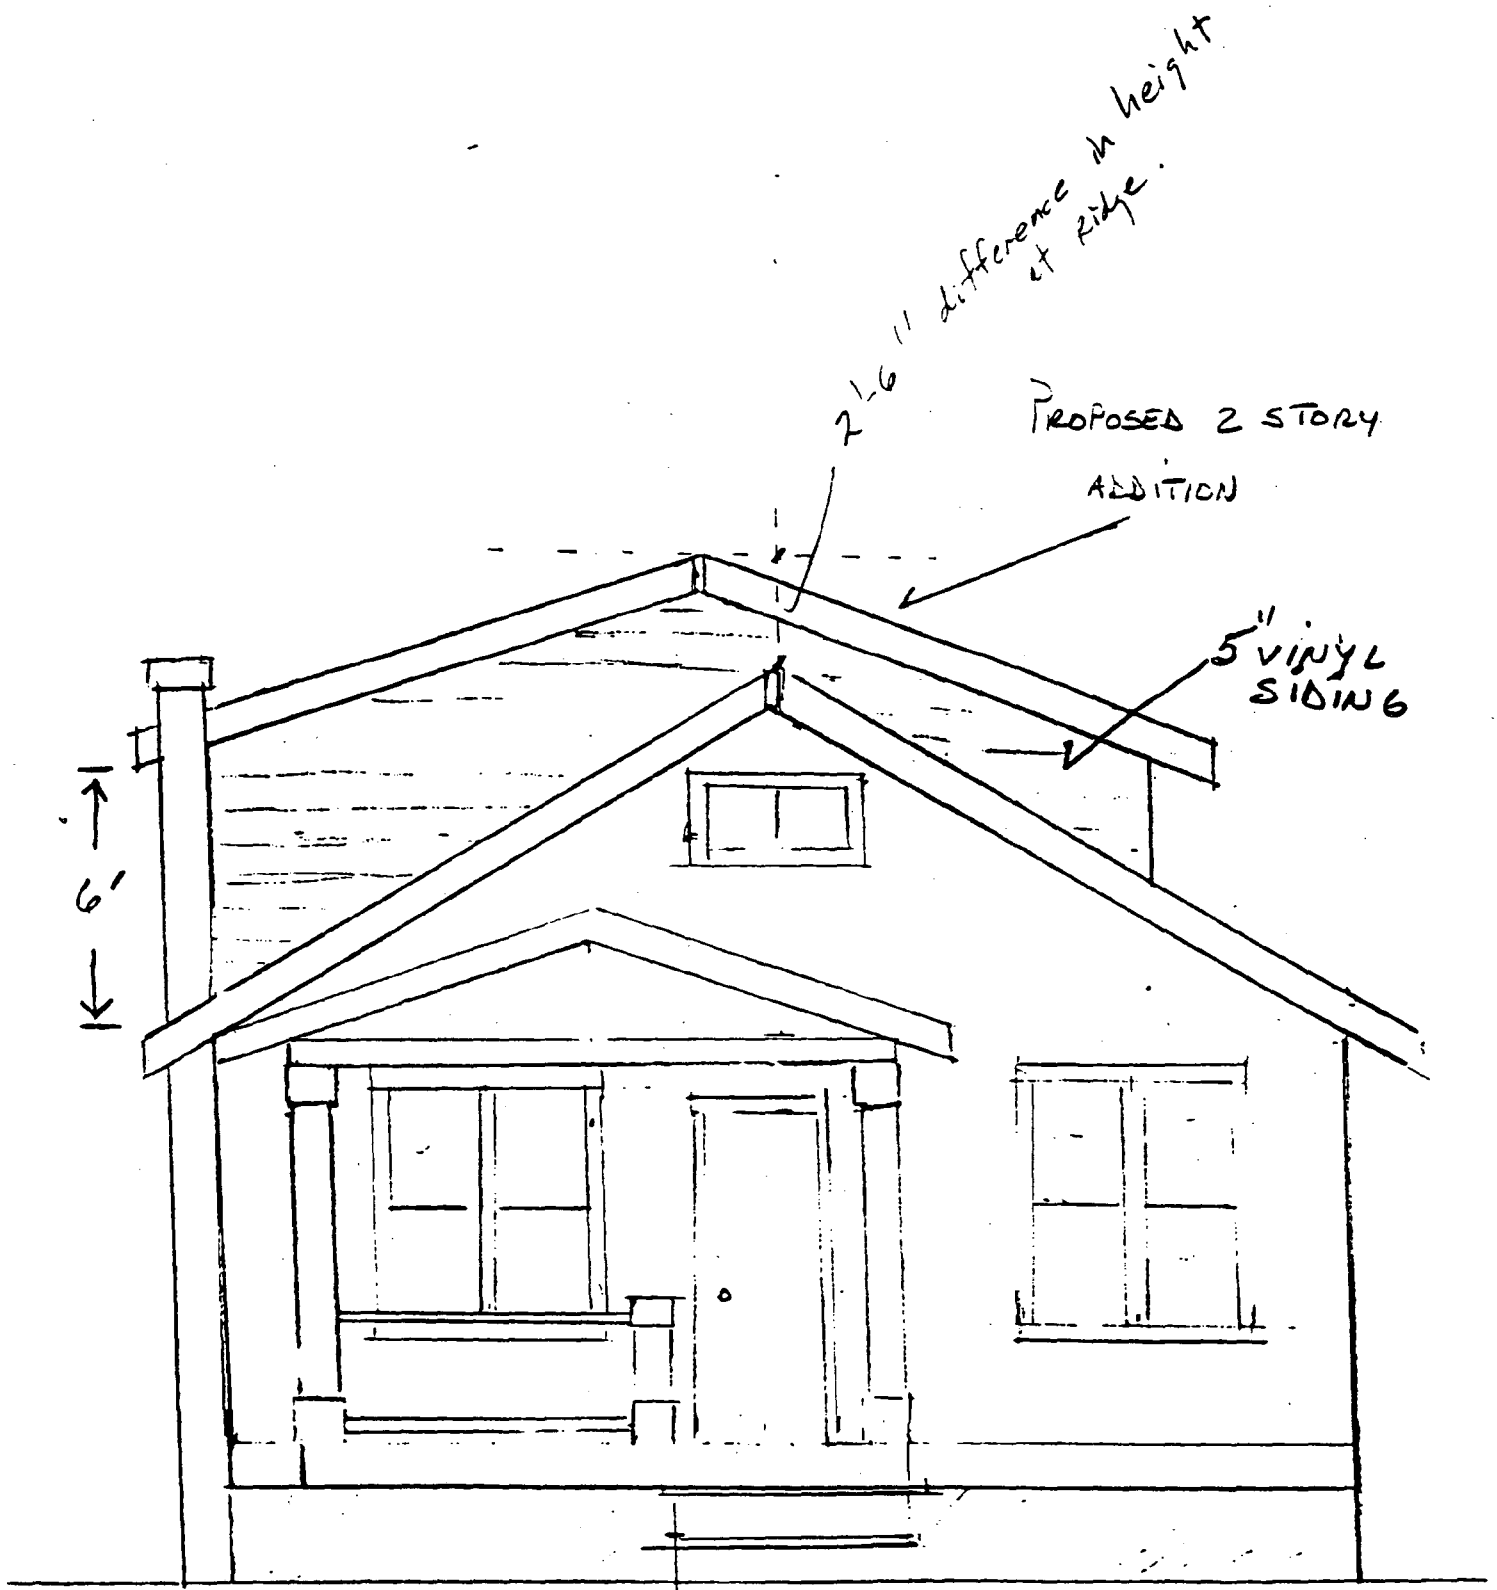 2'-6" difference in height
at Ridge.
PROPOSED 2 STORY
ADDITION
5" VINYL
SIDING
6'